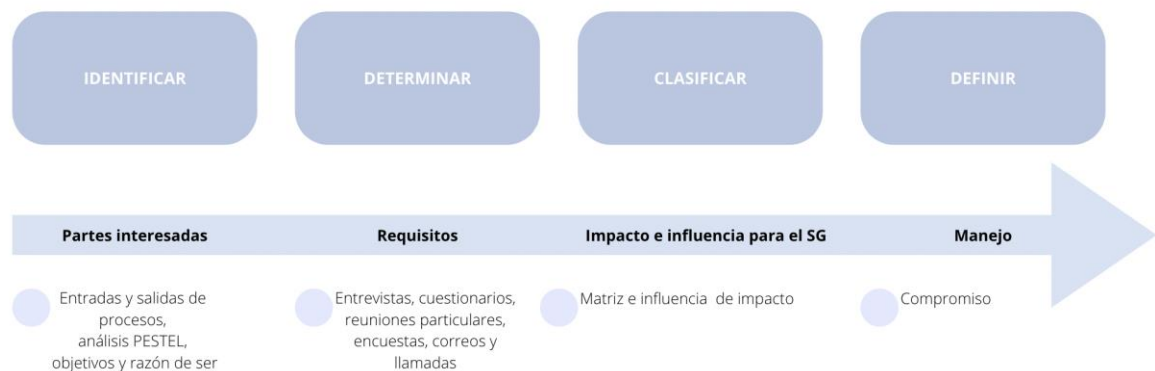 IDENTIFICAR
DETERMINAR
CLASIFICAR
DEFINIR
Partes interesadas
Requisitos
Impacto e influencia para el SG
Manejo
Entradas y salidas de
procesos,
análisis PESTEL,
objetivos y razón de ser
Entrevistas, cuestionarios,
reuniones particulares,
encuestas, correos y
llamadas
Matriz e influencia de impacto
Compromiso